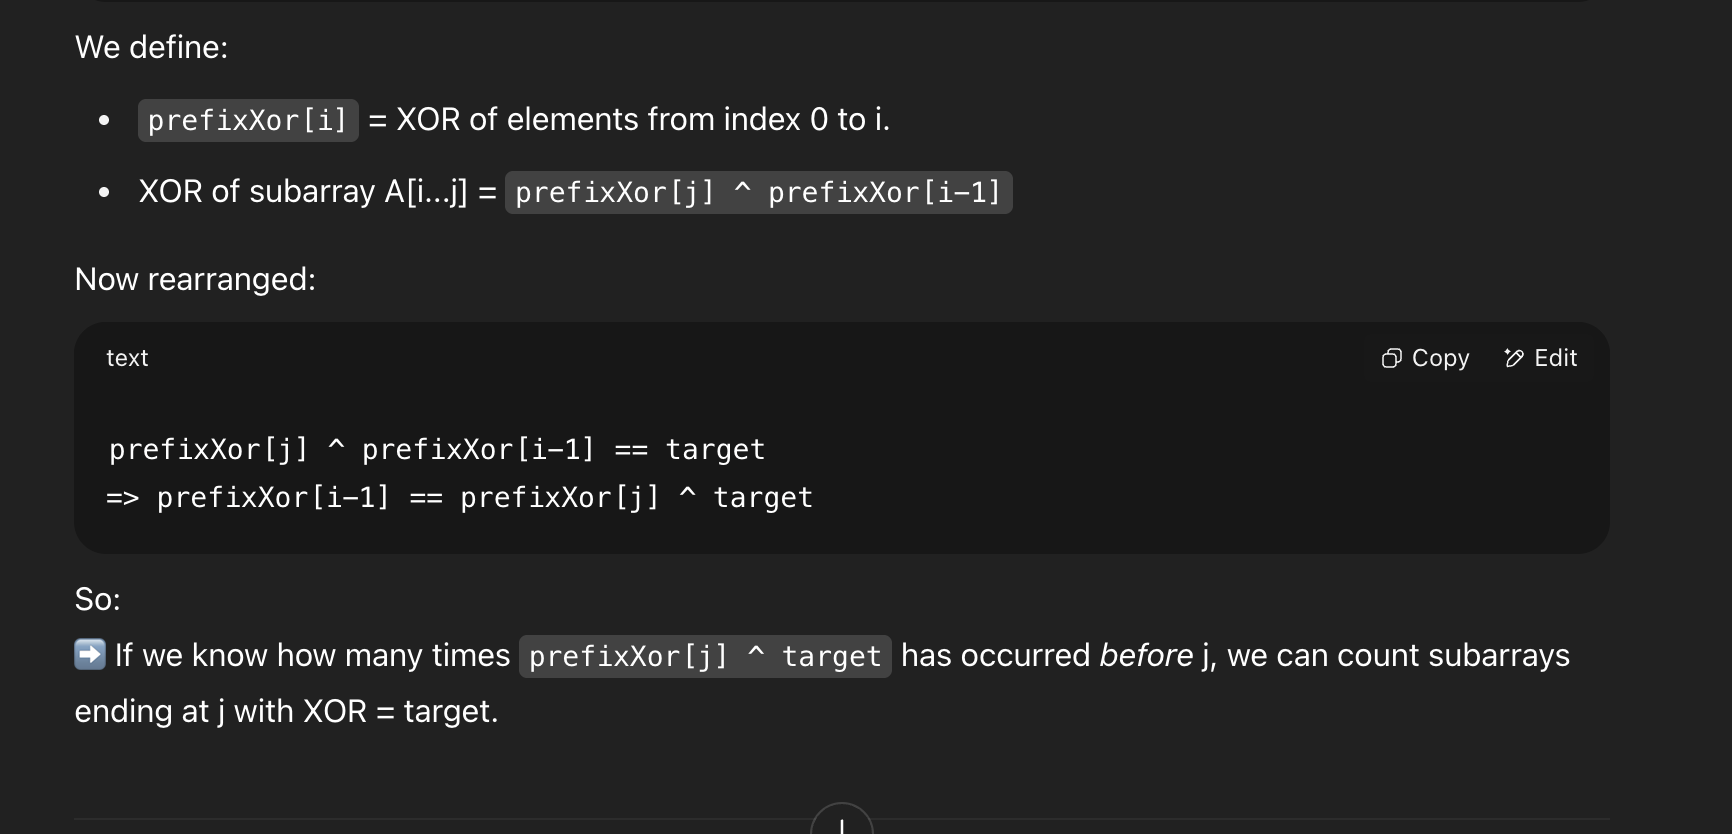 We define:
• prefixXor[i] = XOR of elements from index 0 to i.
• XOR of subarray A[i...j] = prefixXor[j] ^ prefixXor[i-1]
Now rearranged:
text
Copy Edit
prefixXor[j] ^ prefixXor[i-1] == target
=> prefixXor[i-1] == prefixXor[j] ^ target
So:
➡️ If we know how many times prefixXor[j] ^ target has occurred before j, we can count subarrays
ending at j with XOR = target.